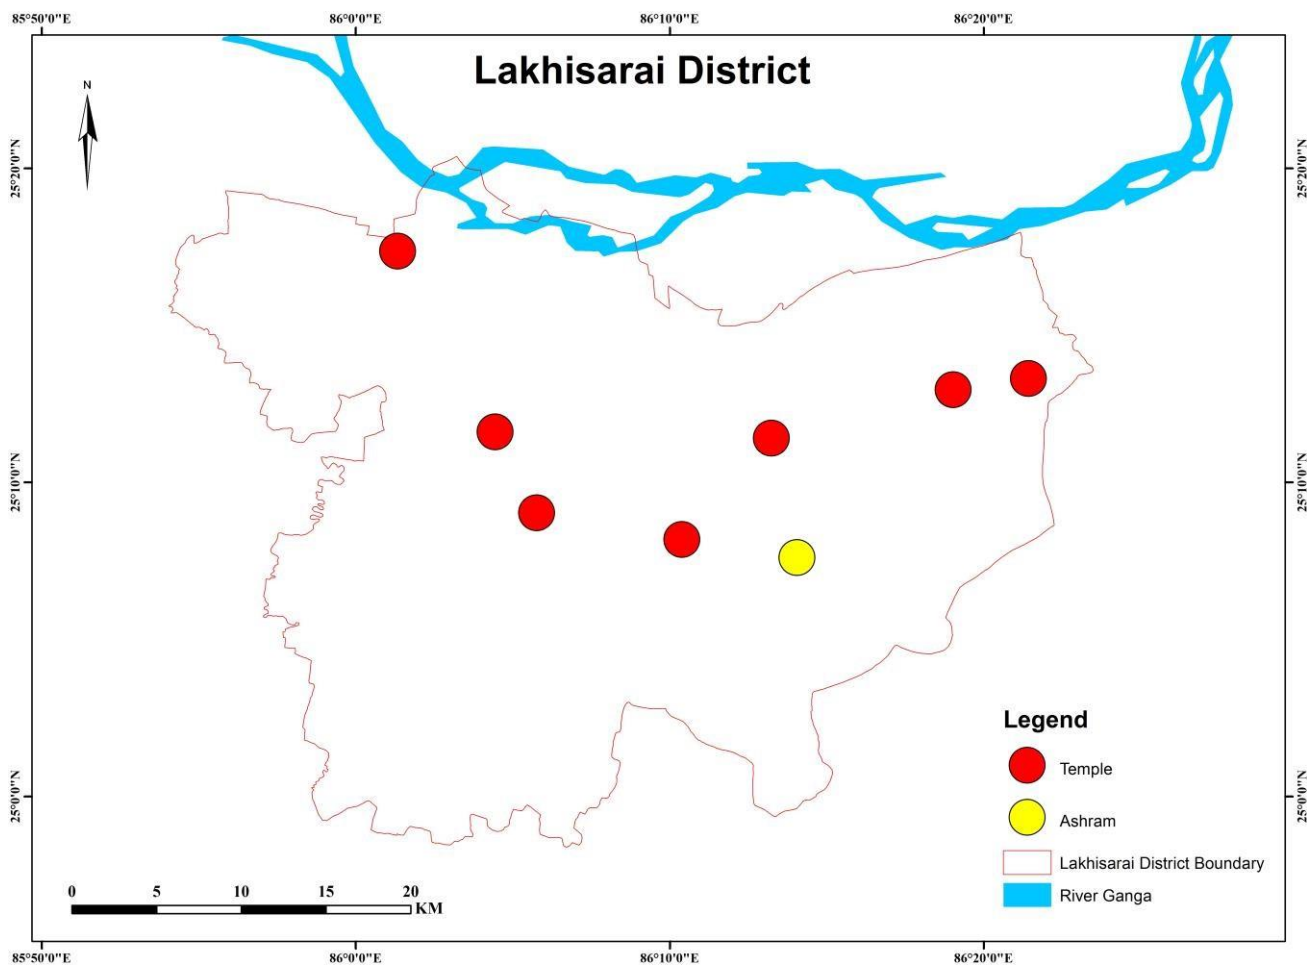 85°50'0"E 86°0'0"E 86°10'0"E 86°20'0"E
Lakhisarai District
N
25°20'0"N 25°20'0"N
25°10'0"N 25°10'0"N
25°0'0"N 25°0'0"N
Legend
Temple
Ashram
Lakhisarai District Boundary
River Ganga
0 5 10 15 20
KM
85°50'0"E 86°0'0"E 86°10'0"E 86°20'0"E